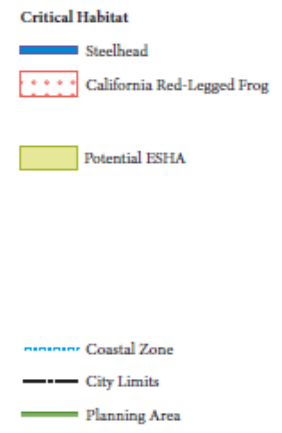 Critical Habitat
Steelhead
California Red-Legged Frog
Potential ESHA
Coastal Zone
City Limits
Planning Area